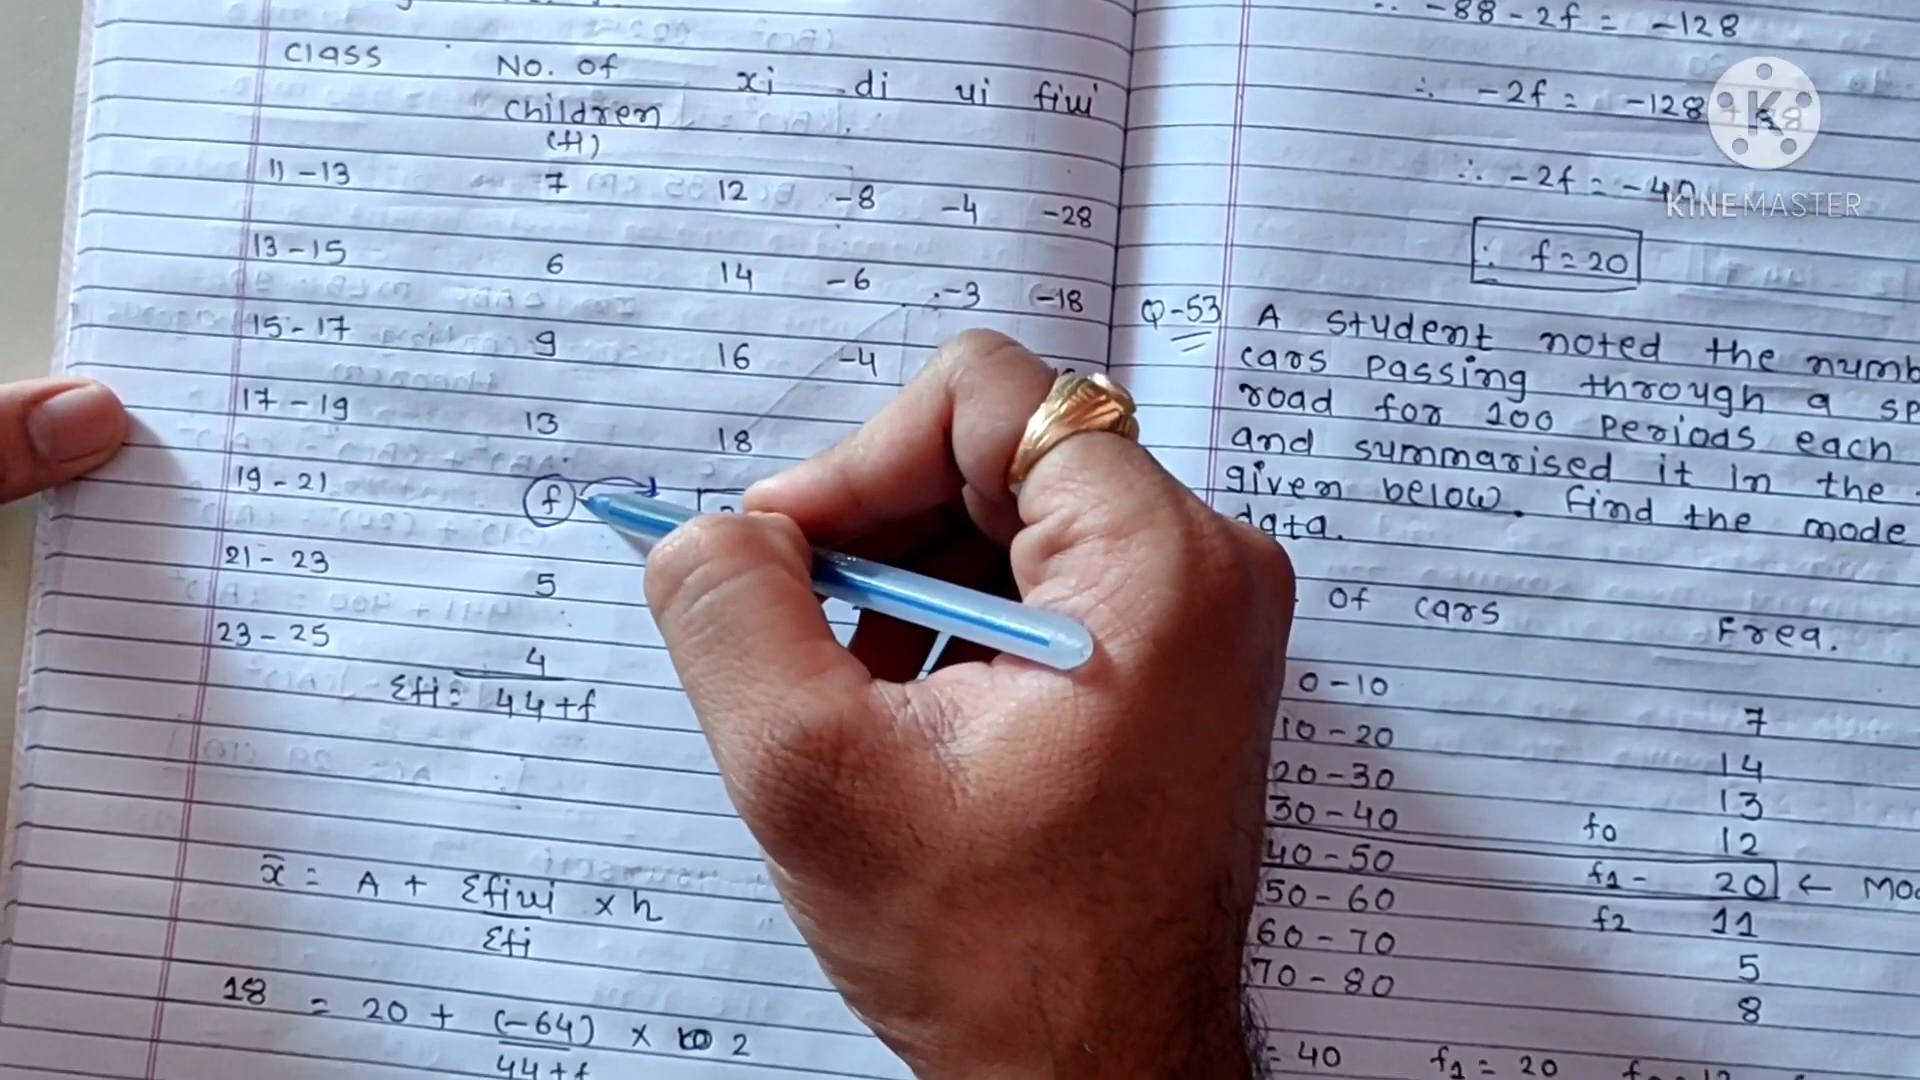 Class No. of xi di ui fiui
Children
(fi)
11-13 7 12 -8 -4 -28
13-15 6 14 -6 -3 -18
15-17 9 16 -4
17-19 13 18
19-21 f
21-23 5
23-25 4
Σfi = 44+f
x̄ = A + Σfiui × h
Σfi
18 = 20 + (-64) × 2
44+f
∴ -88-2f = -128
∴ -2f = -128
∴ -2f = -40
∴ f=20
Q-53 A student noted the
cars passing through a
road for 100 periods each
and summarised it in the
given below. Find the mode
data.
of cars Freq.
0-10 7
10-20 14
20-30 13
30-40 f0 12
40-50 f1- 20 ←
50-60 f2 11
60-70 5
70-80 8
= 40 f1 = 20
KINEMASTER